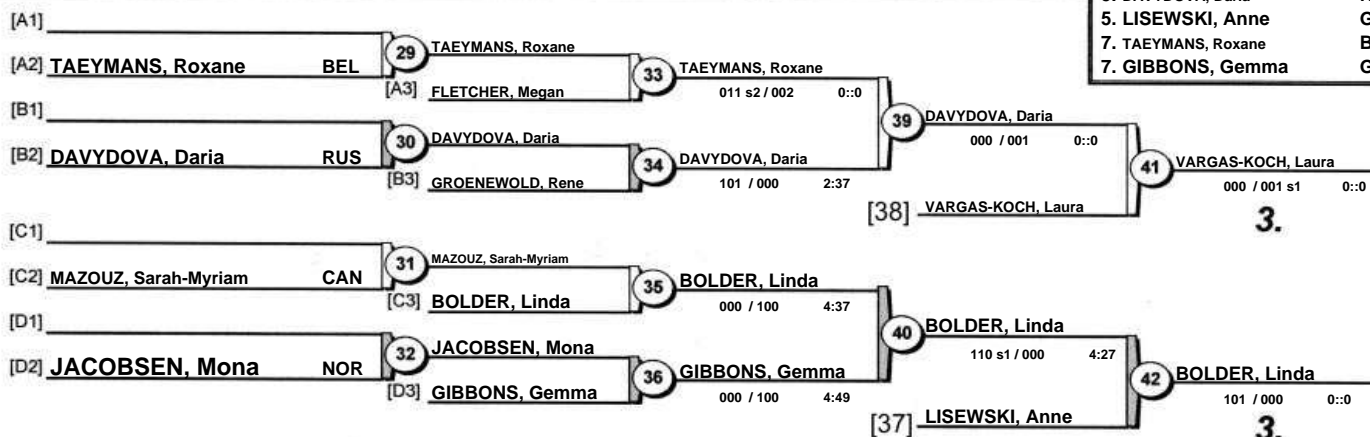 5. LISEWSKI, Anne G
7. TAEYMANS, Roxane B
7. GIBBONS, Gemma G
[A1]
[A2] TAEYMANS, Roxane BEL
29
TAEYMANS, Roxane
[A3] FLETCHER, Megan
33
TAEYMANS, Roxane
011 s2 / 002 0::0
[B1]
[B2] DAVYDOVA, Daria RUS
30
DAVYDOVA, Daria
[B3] GROENEWOLD, Rene
34
DAVYDOVA, Daria
101 / 000 2:37
39
DAVYDOVA, Daria
000 / 001 0::0
[38] VARGAS-KOCH, Laura
41
VARGAS-KOCH, Laura
000 / 001 s1 0::0
3.
[C1]
[C2] MAZOUZ, Sarah-Myriam CAN
31
MAZOUZ, Sarah-Myriam
[C3] BOLDER, Linda
35
BOLDER, Linda
000 / 100 4:37
[D1]
[D2] JACOBSEN, Mona NOR
32
JACOBSEN, Mona
[D3] GIBBONS, Gemma
36
GIBBONS, Gemma
000 / 100 4:49
40
BOLDER, Linda
110 s1 / 000 4:27
[37] LISEWSKI, Anne
42
BOLDER, Linda
101 / 000 0::0
3.